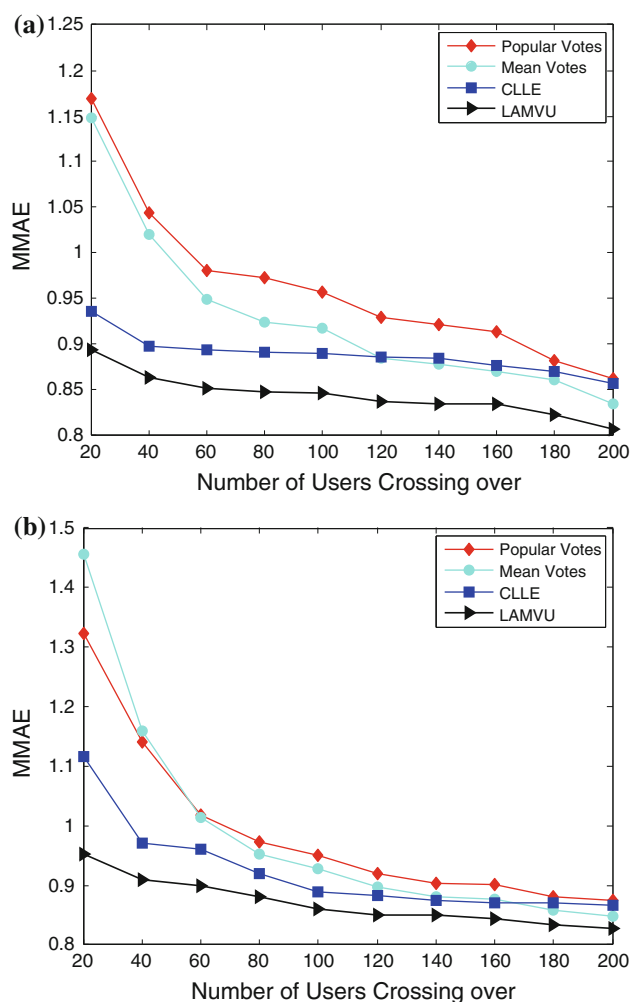 (a)
1.25
1.2
1.15
1.1
1.05
1
0.95
0.9
0.85
0.8
MMAE
Popular Votes
Mean Votes
CLLE
LAMVU
20 40 60 80 100 120 140 160 180 200
Number of Users Crossing over
(b)
1.5
1.4
1.3
1.2
1.1
1
0.9
0.8
MMAE
Popular Votes
Mean Votes
CLLE
LAMVU
20 40 60 80 100 120 140 160 180 200
Number of Users Crossing over